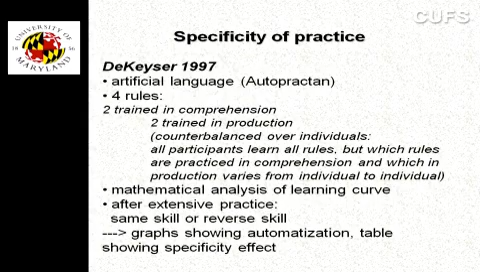 CUFS
UNIVERSITY OF
18 56
MARYLAND
Specificity of practice
DeKeyser 1997
• artificial language (Autopractan)
• 4 rules:
2 trained in comprehension
2 trained in production
(counterbalanced over individuals:
all participants learn all rules, but which rules
are practiced in comprehension and which in
production varies from individual to individual)
• mathematical analysis of learning curve
• after extensive practice:
same skill or reverse skill
---> graphs showing automatization, table
showing specificity effect